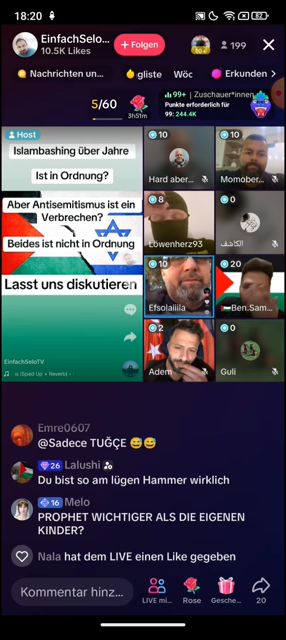 18:20
82
EinfachSelo...
10.5K Likes
+ Folgen
10
199
Nachrichten un...
gliste
Wöc
Erkunden >
5/60
3h51m
99+ | Zuschauer*innen
Punkte erforderlich für
99: 244.4K
Host
Islambashing über Jahre
Ist in Ordnung?
Aber Antisemitismus ist ein
Verbrechen?
Beides ist nicht in Ordnung
Lasst uns diskutieren
EinfachSeloTV
10
Hard aber...
10
Momober...
8
Löwenherz93
0
الكاشف
10
Efsolaiiila
20
Ben.Sam...
2
Adem
0
Guli
Emre0607
@Sadece TUĞÇE 😅😅
26 Lalushi
Du bist so am lügen Hammer wirklich
16 Melo
PROPHET WICHTIGER ALS DIE EIGENEN
KINDER?
Nala hat dem LIVE einen Like gegeben
Kommentar hinz...
LIVE mi...
Rose
Gesche...
20